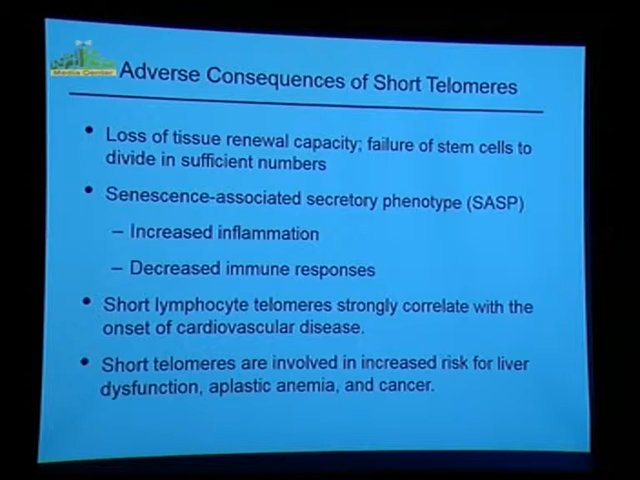 Media Center
Adverse Consequences of Short Telomeres
• Loss of tissue renewal capacity; failure of stem cells to
divide in sufficient numbers
• Senescence-associated secretory phenotype (SASP)
– Increased inflammation
– Decreased immune responses
• Short lymphocyte telomeres strongly correlate with the
onset of cardiovascular disease.
• Short telomeres are involved in increased risk for liver
dysfunction, aplastic anemia, and cancer.